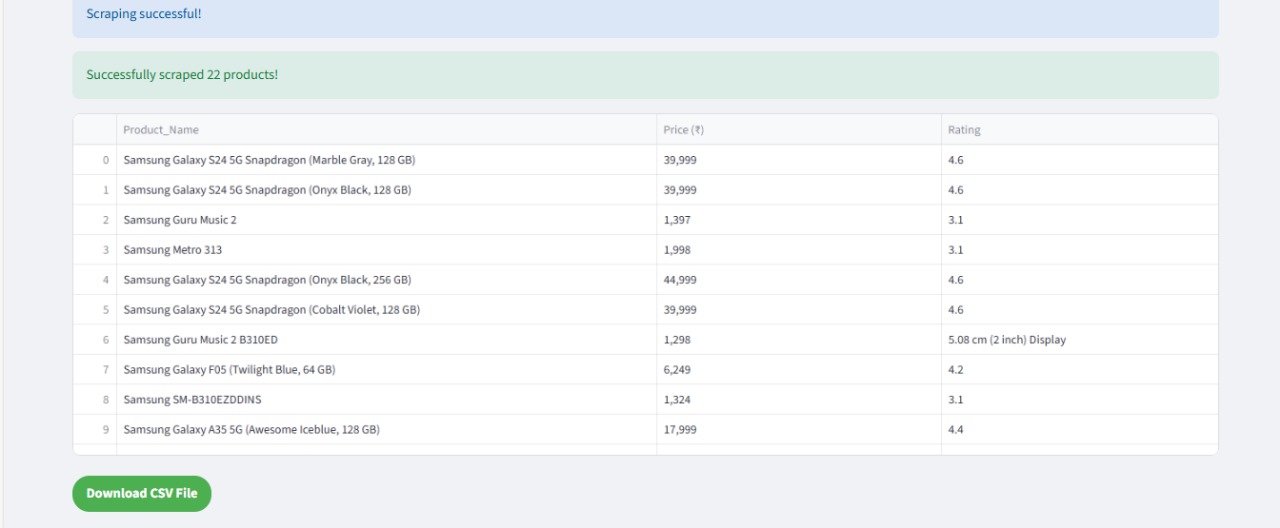 Scraping successful!
Successfully scraped 22 products!
Product_Name Price (₹) Rating
0 Samsung Galaxy S24 5G Snapdragon (Marble Gray, 128 GB) 39,999 4.6
1 Samsung Galaxy S24 5G Snapdragon (Onyx Black, 128 GB) 39,999 4.6
2 Samsung Guru Music 2 1,397 3.1
3 Samsung Metro 313 1,998 3.1
4 Samsung Galaxy S24 5G Snapdragon (Onyx Black, 256 GB) 44,999 4.6
5 Samsung Galaxy S24 5G Snapdragon (Cobalt Violet, 128 GB) 39,999 4.6
6 Samsung Guru Music 2 B310ED 1,298 5.08 cm (2 inch) Display
7 Samsung Galaxy F05 (Twilight Blue, 64 GB) 6,249 4.2
8 Samsung SM-B310EZDDINS 1,324 3.1
9 Samsung Galaxy A35 5G (Awesome Iceblue, 128 GB) 17,999 4.4
Download CSV File